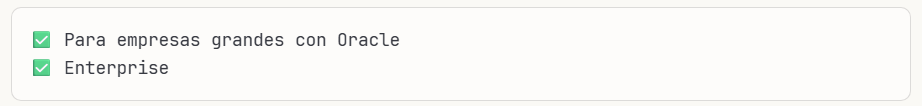 ✅ Para empresas grandes con Oracle
✅ Enterprise